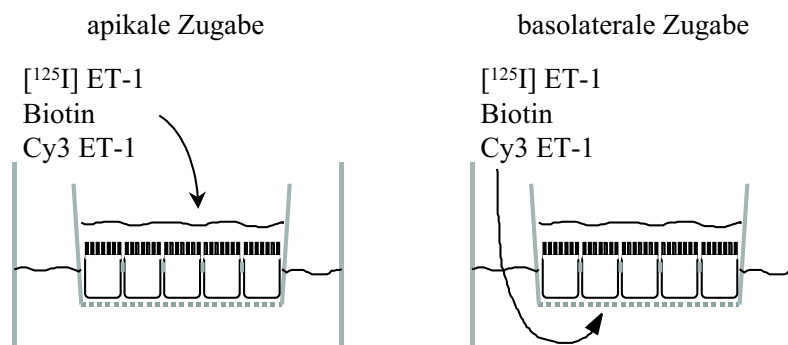 apikale Zugabe
[¹²⁵I] ET-1
Biotin
Cy3 ET-1
basolaterale Zugabe
[¹²⁵I] ET-1
Biotin
Cy3 ET-1